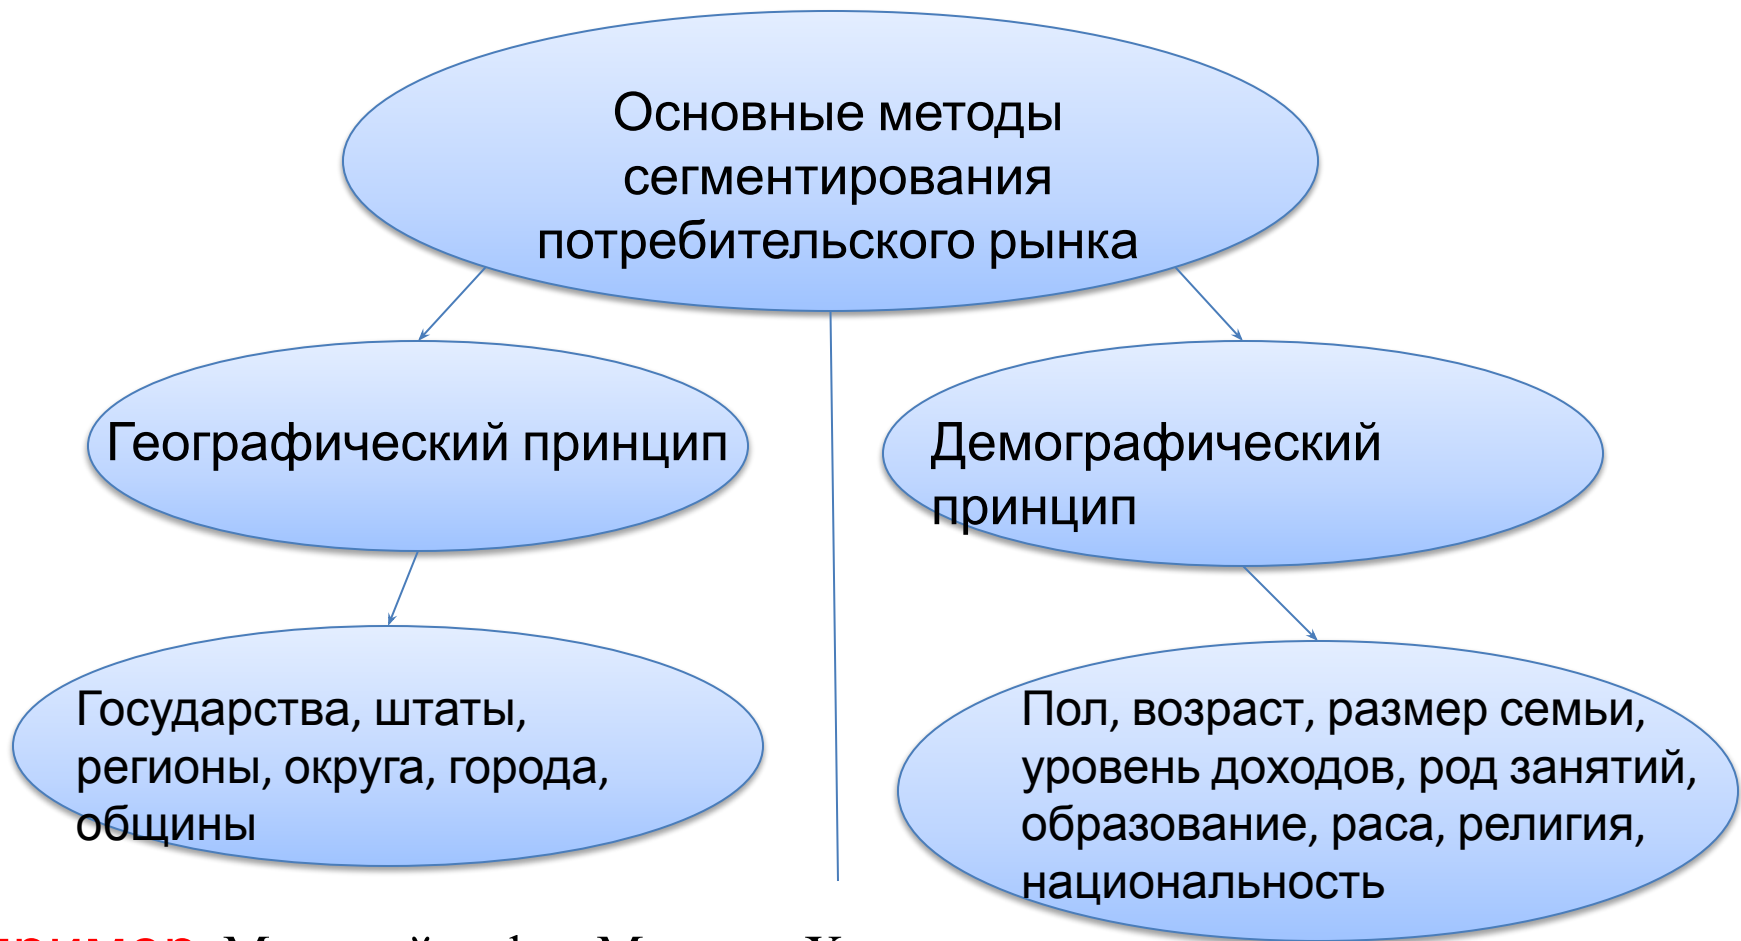 Основные методы
сегментирования
потребительского рынка
Географический принцип
Демографический
принцип
Государства, штаты,
регионы, округа, города,
общины
Пол, возраст, размер семьи,
уровень доходов, род занятий,
образование, раса, религия,
национальность